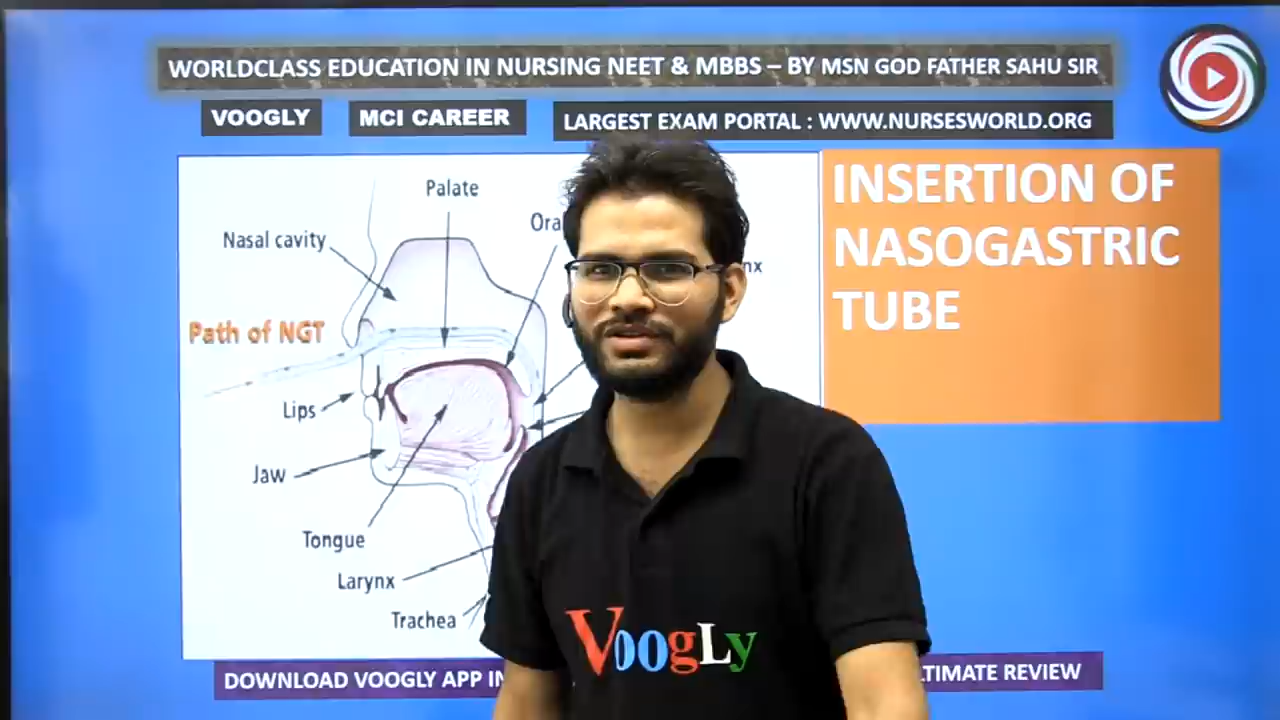 WORLDCLASS EDUCATION IN NURSING NEET & MBBS – BY MSN GOD FATHER SAHU SIR
VOOGLY
MCI CAREER
LARGEST EXAM PORTAL : WWW.NURSESWORLD.ORG
INSERTION OF
NASOGASTRIC
TUBE
Palate
Nasal cavity
Path of NGT
Lips
Jaw
Tongue
Larynx
Trachea
VOOGLY
DOWNLOAD VOOGLY APP
REVIEW